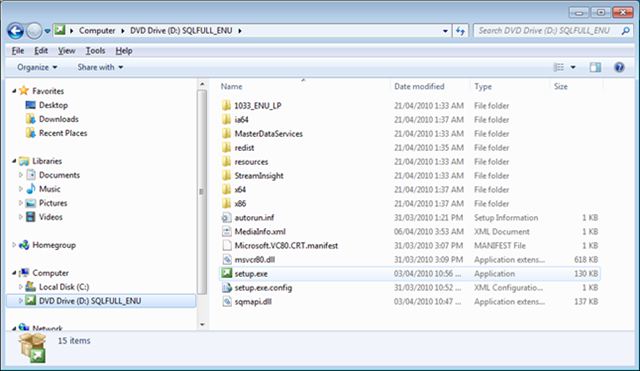 Computer ▸ DVD Drive (D:) SQLFULL_ENU ▸
Search DVD Drive (D:) SQLFULL_ENU
File Edit View Tools Help
Organize Share with
Favorites
Desktop
Downloads
Recent Places
Libraries
Documents
Music
Pictures
Videos
Homegroup
Computer
Local Disk (C:)
DVD Drive (D:) SQLFULL_ENU
Network
Name Date modified Type Size
1033_ENU_LP 21/04/2010 1:33 AM File folder
ia64 21/04/2010 1:33 AM File folder
MasterDataServices 21/04/2010 1:33 AM File folder
redist 21/04/2010 1:35 AM File folder
resources 21/04/2010 1:33 AM File folder
StreamInsight 21/04/2010 1:33 AM File folder
x64 21/04/2010 1:33 AM File folder
x86 21/04/2010 1:33 AM File folder
autorun.inf 31/03/2010 1:21 PM Setup Information 1 KB
MediaInfo.xml 06/04/2010 3:53 AM XML Document 1 KB
Microsoft.VC80.CRT.manifest 31/03/2010 3:07 PM MANIFEST File 1 KB
msvcr80.dll 31/03/2010 3:09 PM Application extens... 618 KB
setup.exe 03/04/2010 10:56 ... Application 130 KB
setup.exe.config 31/03/2010 10:52 ... XML Configuratio... 1 KB
sqmapi.dll 03/04/2010 10:47 ... Application extens... 137 KB
15 items